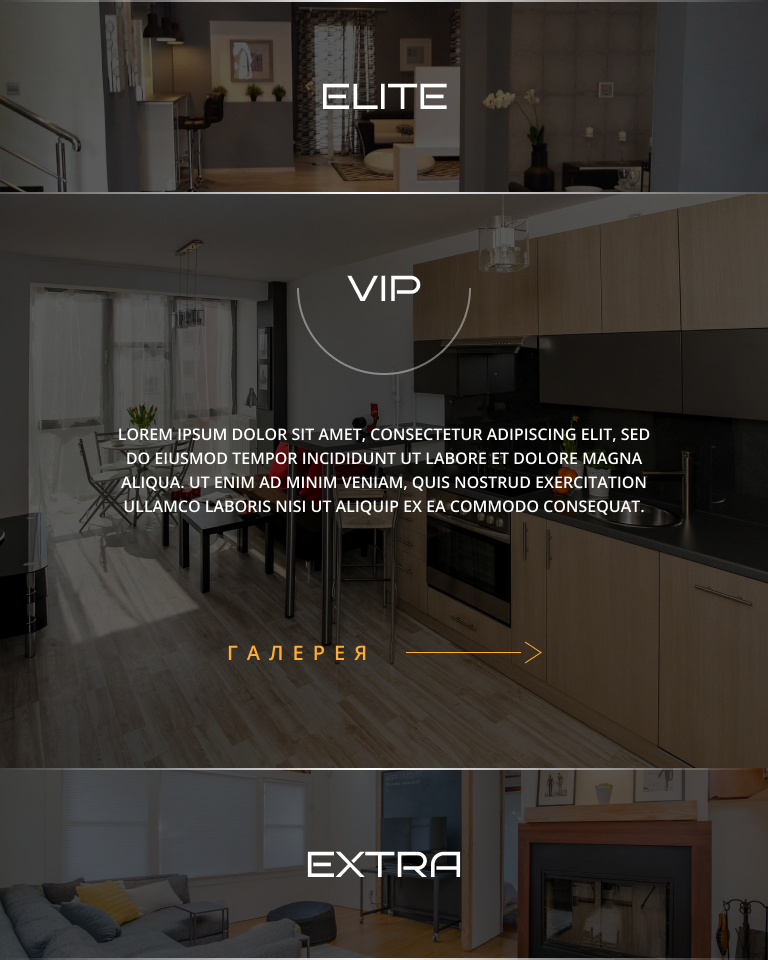 ELITE
VIP
LOREM IPSUM DOLOR SIT AMET, CONSECTETUR ADIPISCING ELIT, SED
DO EIUSMOD TEMPOR INCIDIDUNT UT LABORE ET DOLORE MAGNA
ALIQUA. UT ENIM AD MINIM VENIAM, QUIS NOSTRUD EXERCITATION
ULLAMCO LABORIS NISI UT ALIQUIP EX EA COMMODO CONSEQUAT.
ГАЛЕРЕЯ
EXTRA